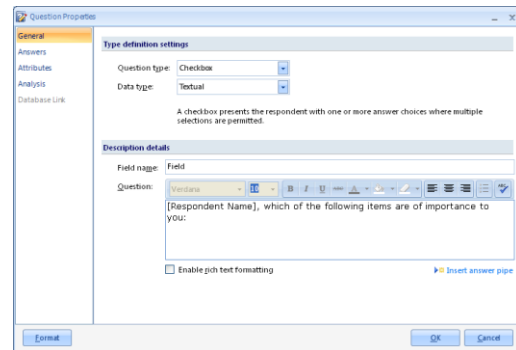 Question Properties
General
Answers
Attributes
Analysis
Database Link
Type definition settings
Question type: Checkbox
Data type: Textual
A checkbox presents the respondent with one or more answer choices where multiple
selections are permitted.
Description details
Field name: Field
Question:
Verdana 10 B I U abc A
ABC
[Respondent Name], which of the following items are of importance to
you:
Enable rich text formatting
Insert answer pipe
Format
OK
Cancel